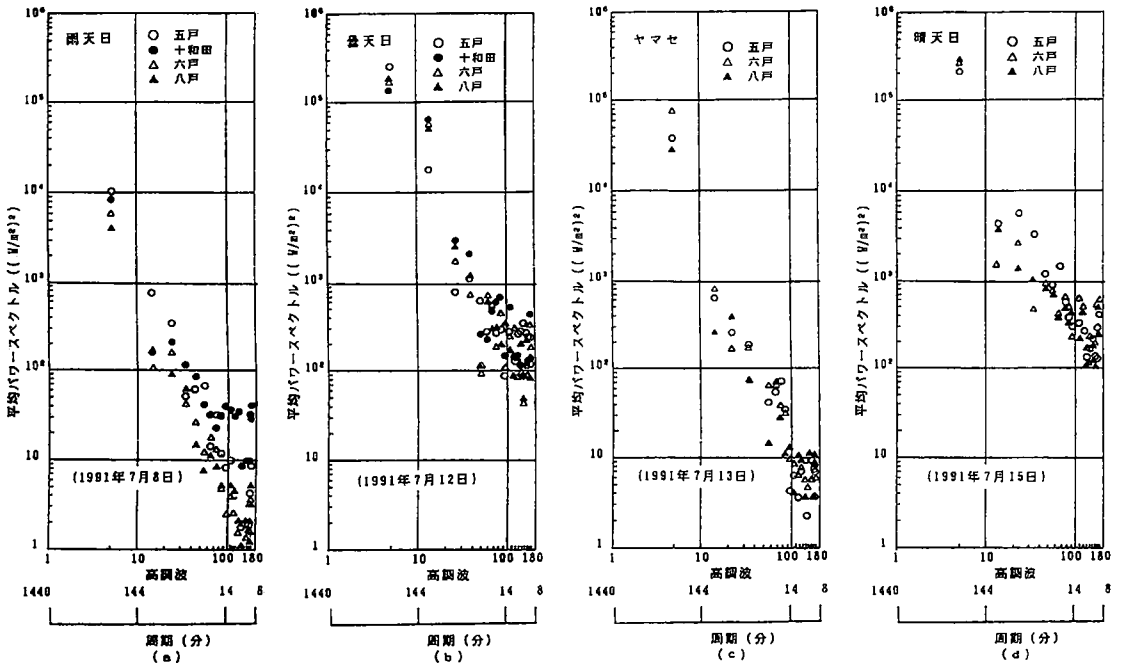 雨天日
○ 五戸
● 十和田
△ 六戸
▲ 八戸
10⁶
10⁵
10⁴
10³
10²
10
1
平均パワースペクトル (( W/m²)²)
(1991年7月8日)
1 10 100 180
高調波
1440 144 14 8
周期 (分)
(a)
曇天日
○ 五戸
● 十和田
△ 六戸
▲ 八戸
10⁶
10⁵
10⁴
10³
10²
10
1
平均パワースペクトル (( W/m²)²)
(1991年7月12日)
1 10 100 180
高調波
1440 144 14 8
周期 (分)
(b)
ヤマセ
○ 五戸
△ 六戸
▲ 八戸
10⁶
10⁵
10⁴
10³
10²
10
1
平均パワースペクトル (( W/m²)²)
(1991年7月13日)
1 10 100 180
高調波
1440 144 14 8
周期 (分)
(c)
晴天日
○ 五戸
△ 六戸
▲ 八戸
10⁶
10⁵
10⁴
10³
10²
10
1
平均パワースペクトル (( W/m²)²)
(1991年7月15日)
1 10 100 180
高調波
1440 144 14 8
周期 (分)
(d)